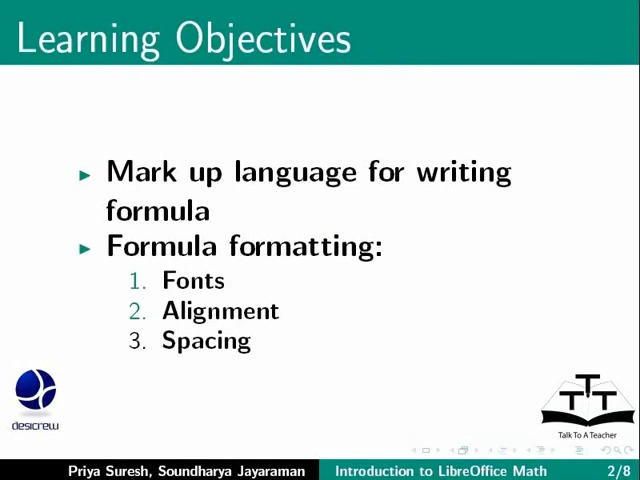 Learning Objectives
Mark up language for writing
formula
Formula formatting:
1. Fonts
2. Alignment
3. Spacing
desicrew
TTT
Talk To A Teacher
Priya Suresh, Soundharya Jayaraman Introduction to LibreOffice Math 2/8